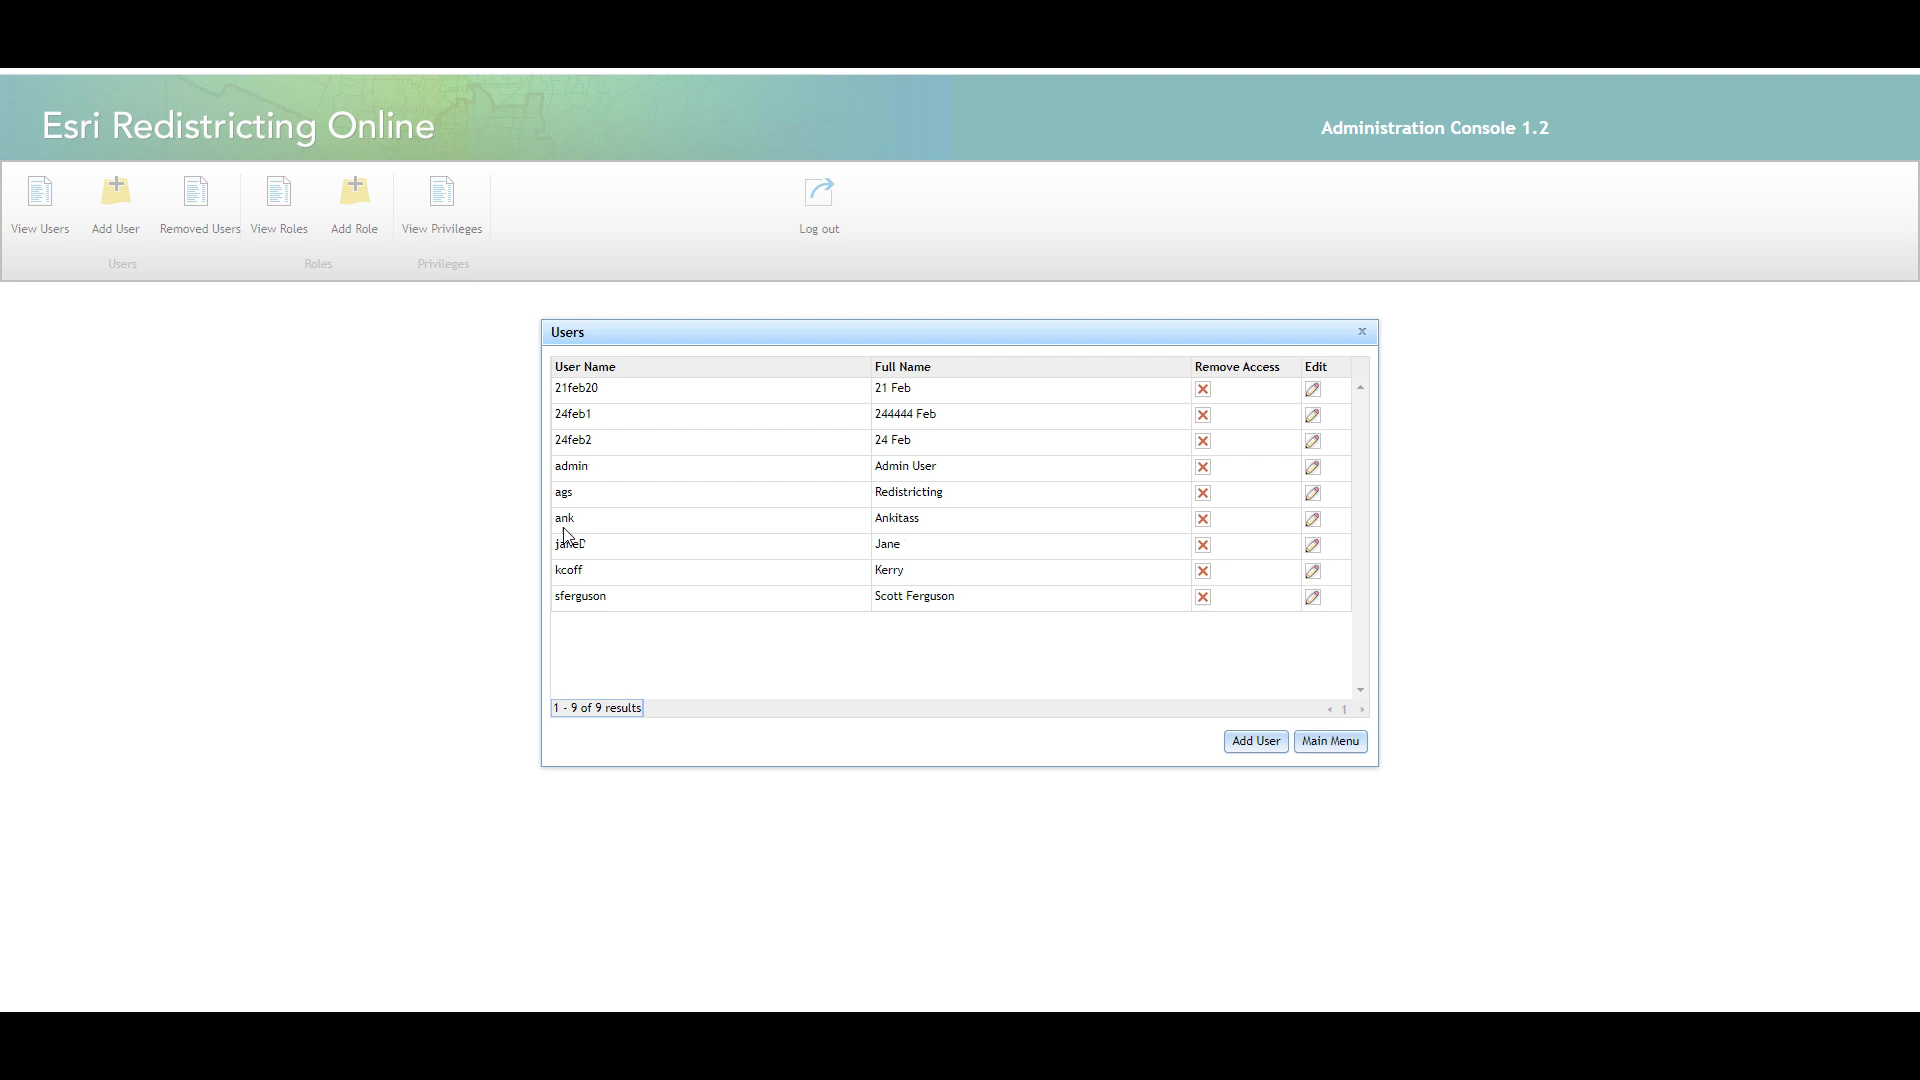 Esri Redistricting Online
Administration Console 1.2
View Users Add User Removed Users View Roles Add Role View Privileges Log out
Users Roles Privileges
Users x
User Name Full Name Remove Access Edit
21feb20 21 Feb
24feb1 244444 Feb
24feb2 24 Feb
admin Admin User
ags Redistricting
ank Ankitass
janeD Jane
kcoff Kerry
sferguson Scott Ferguson
1 - 9 of 9 results 1
Add User Main Menu